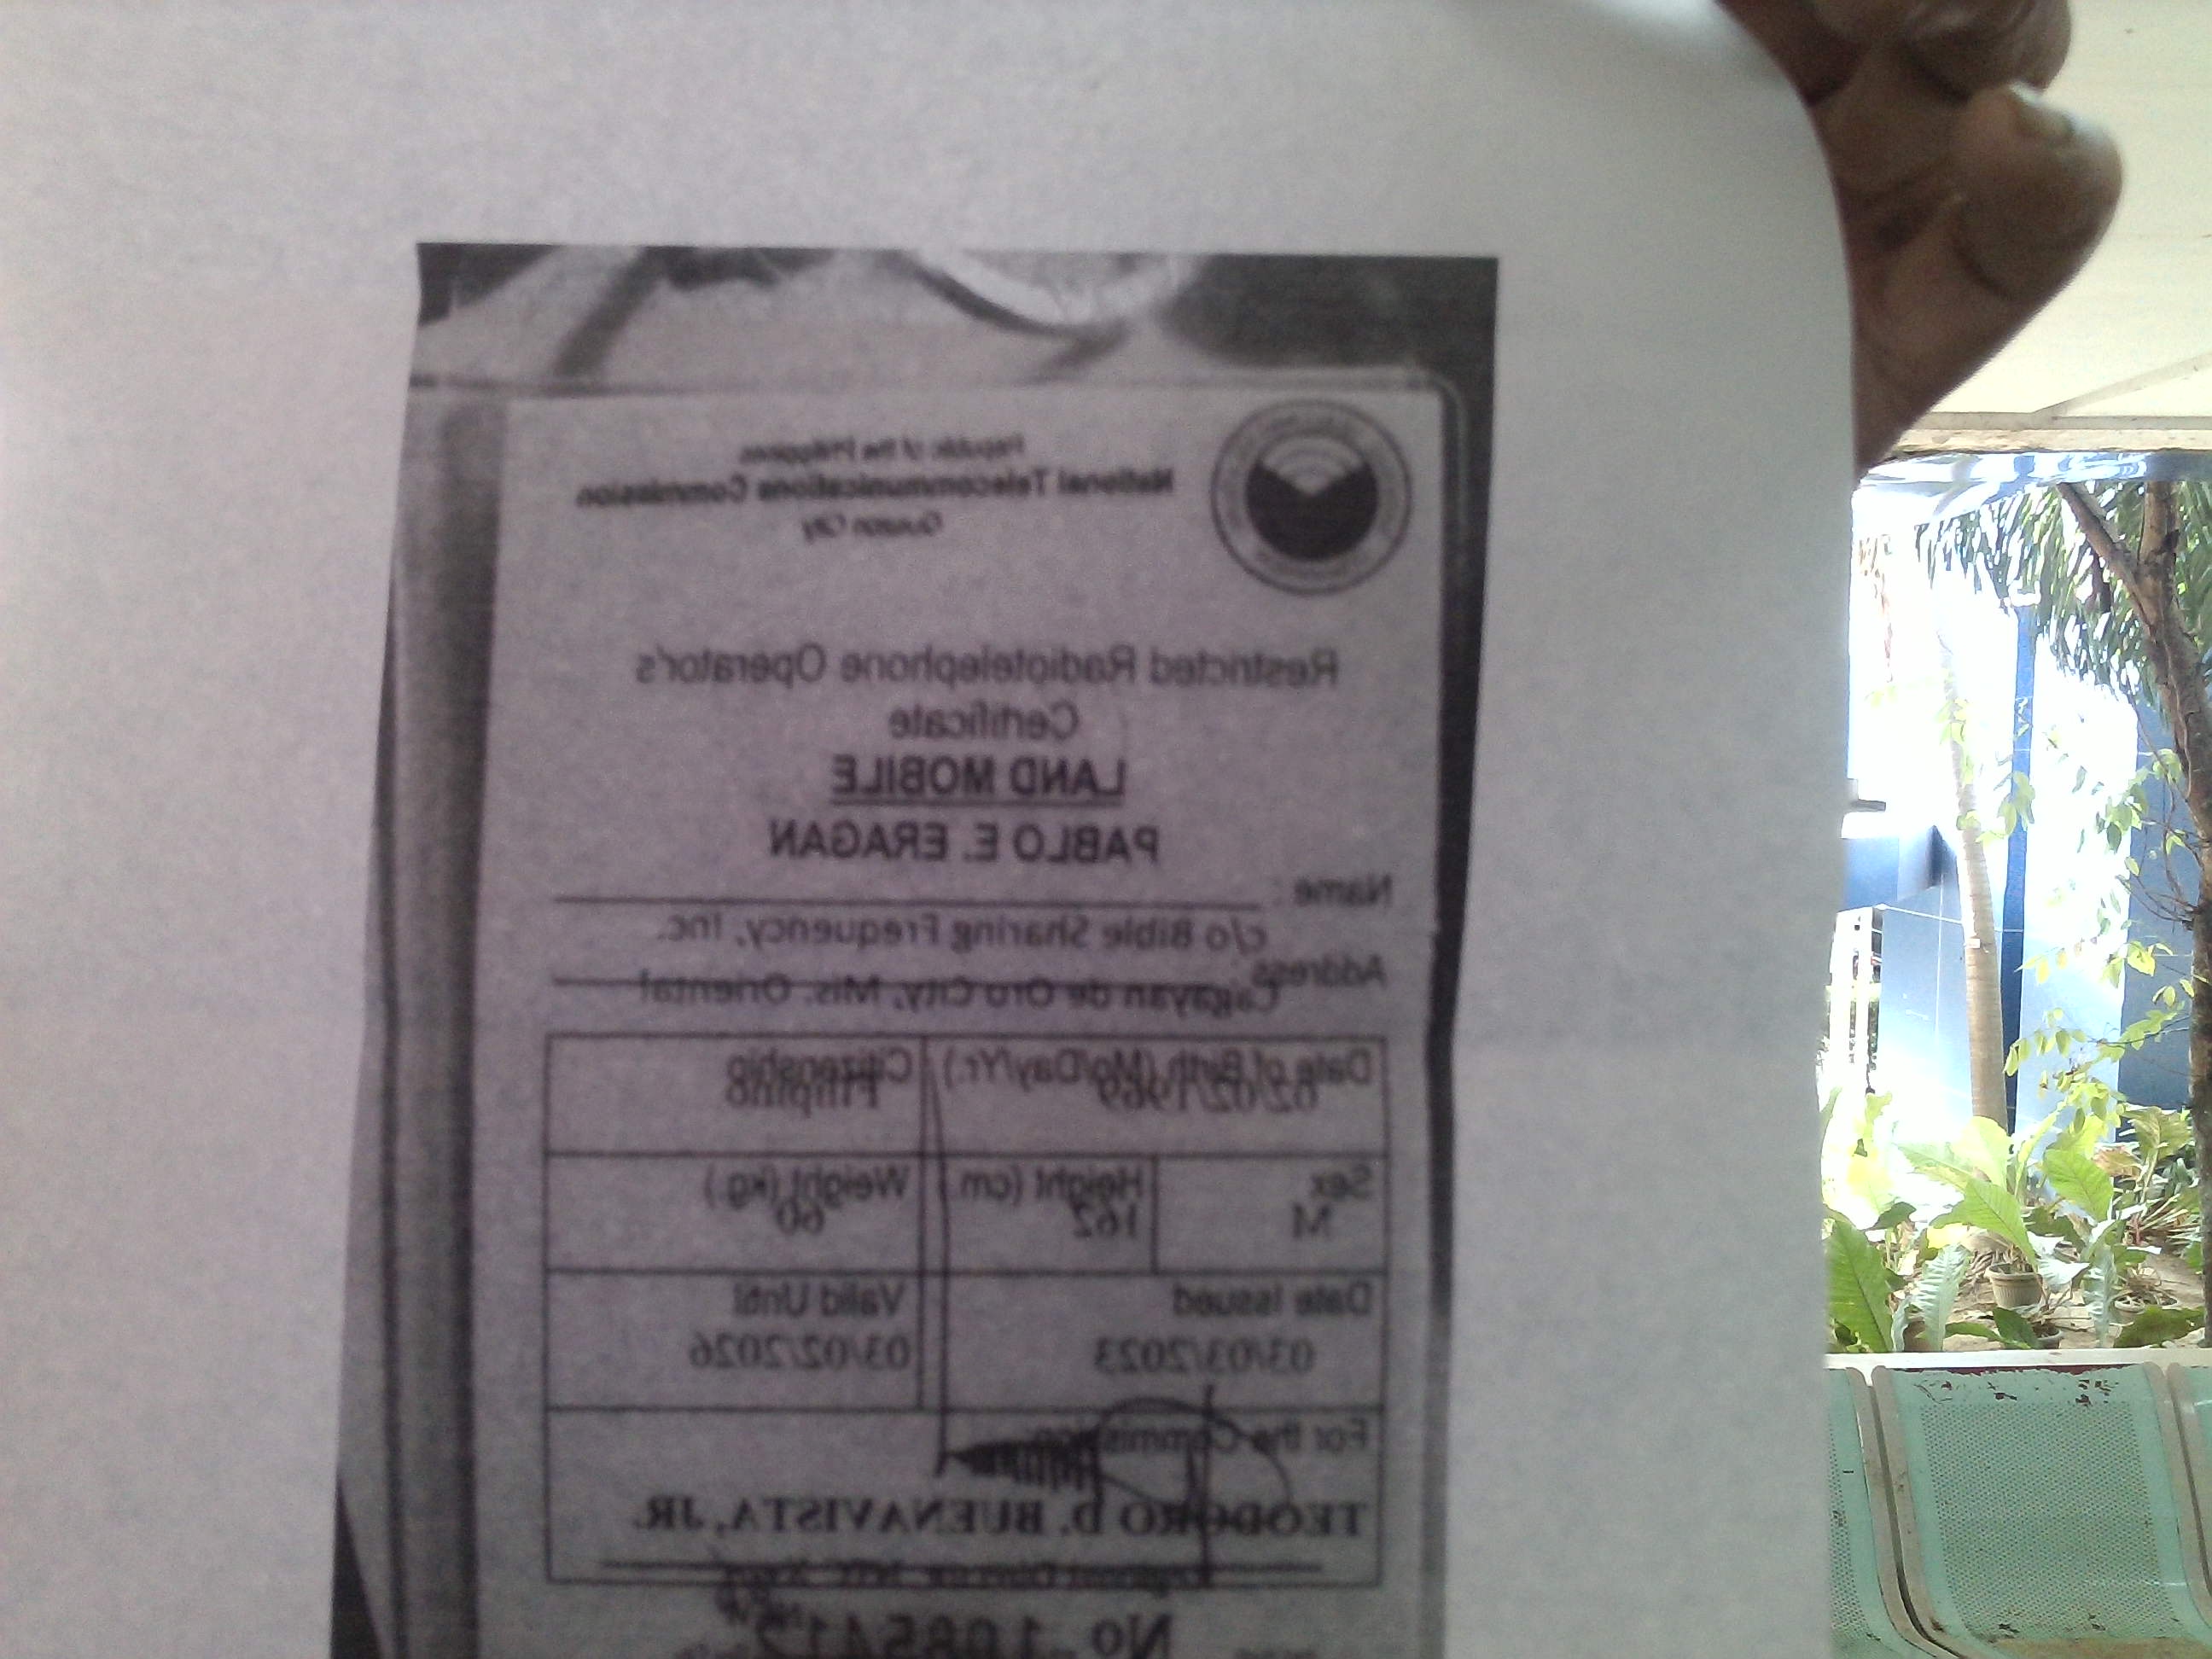 Republic of the Philippines
National Telecommunications Commission
Quezon City
Restricted Radiotelephone Operator's
Certificate
LAND MOBILE
PABLO E. ERAGAN
Name :
c/o Bible Sharing Frequency, Inc.
Address
Cagayan de Oro City, Mis. Oriental
Date of Birth (Mo/Day/Yr.) Citizenship
02/02/1969 Filipino
Sex Height (cm) Weight (kg.)
M 162 60
Date Issued Valid Until
03/03/2023 03/02/2026
For the Commission
TEODORO D. BUENAVISTA, JR.
Regional Director, NTC
No